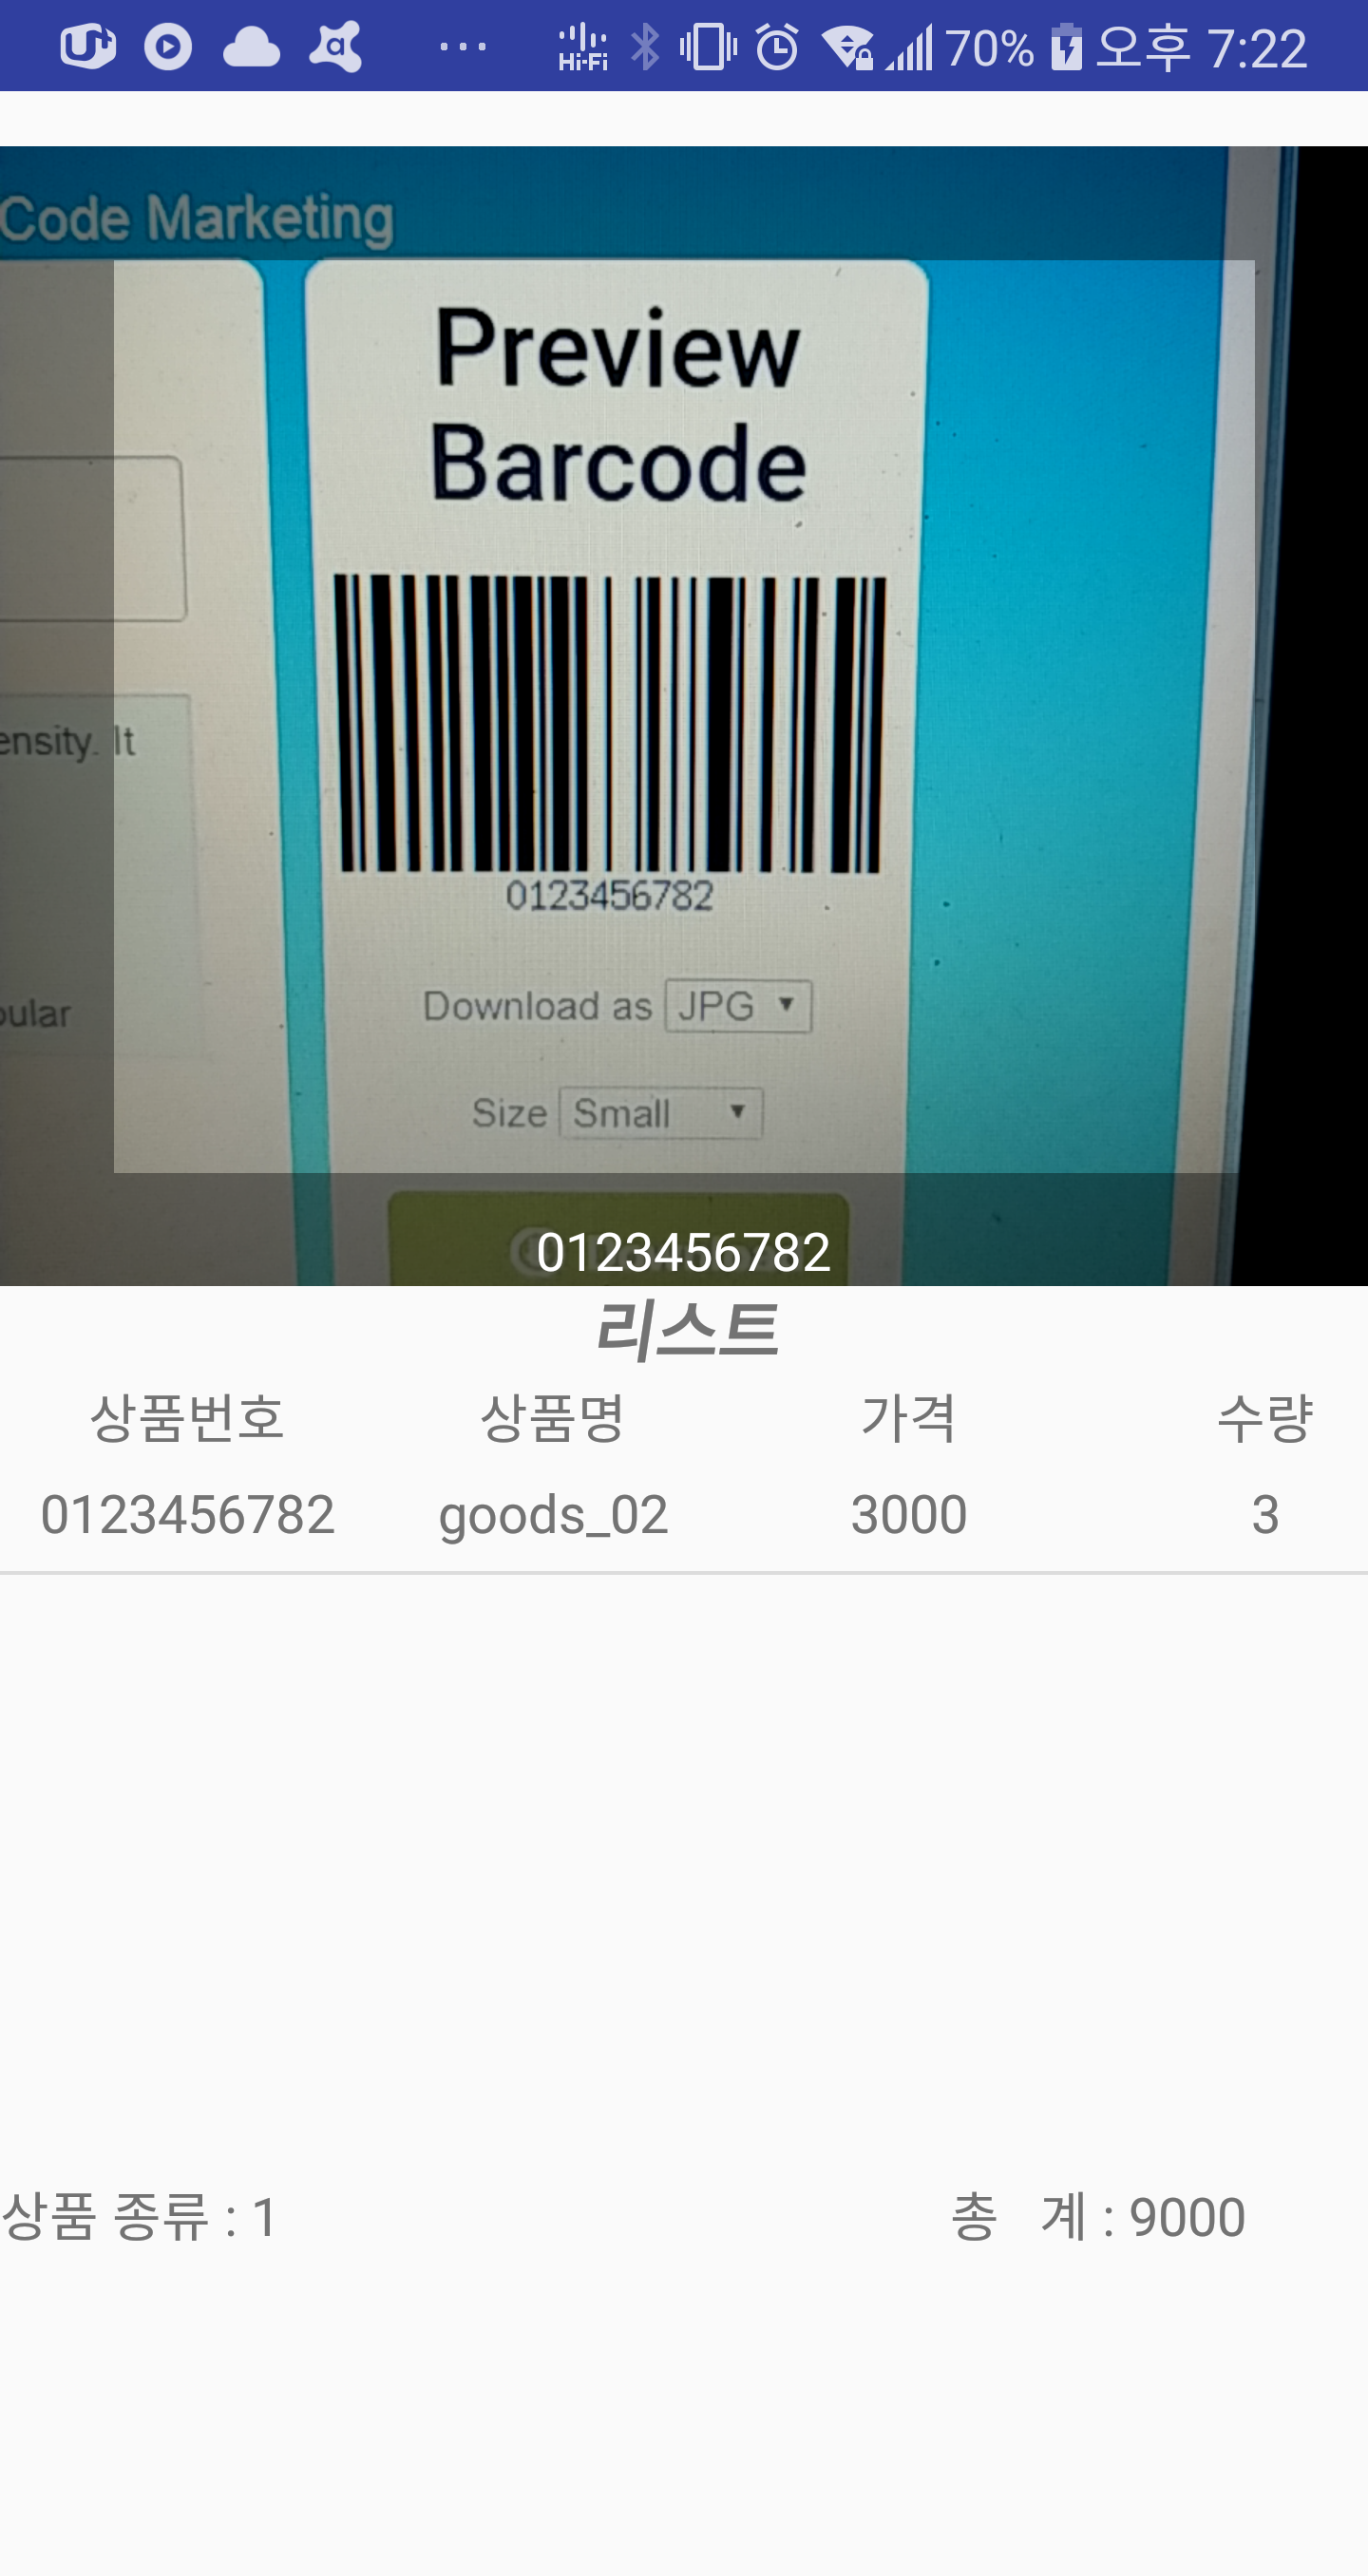 U+
a
... Hi-Fi 70% 오후 7:22
Code Marketing
Preview
Barcode
ensity. It
0123456782
pular
Download as JPG
Size Small
0123456782
리스트
상품번호 상품명 가격 수량
0123456782 goods_02 3000 3
상품 종류 : 1 총 계 : 9000